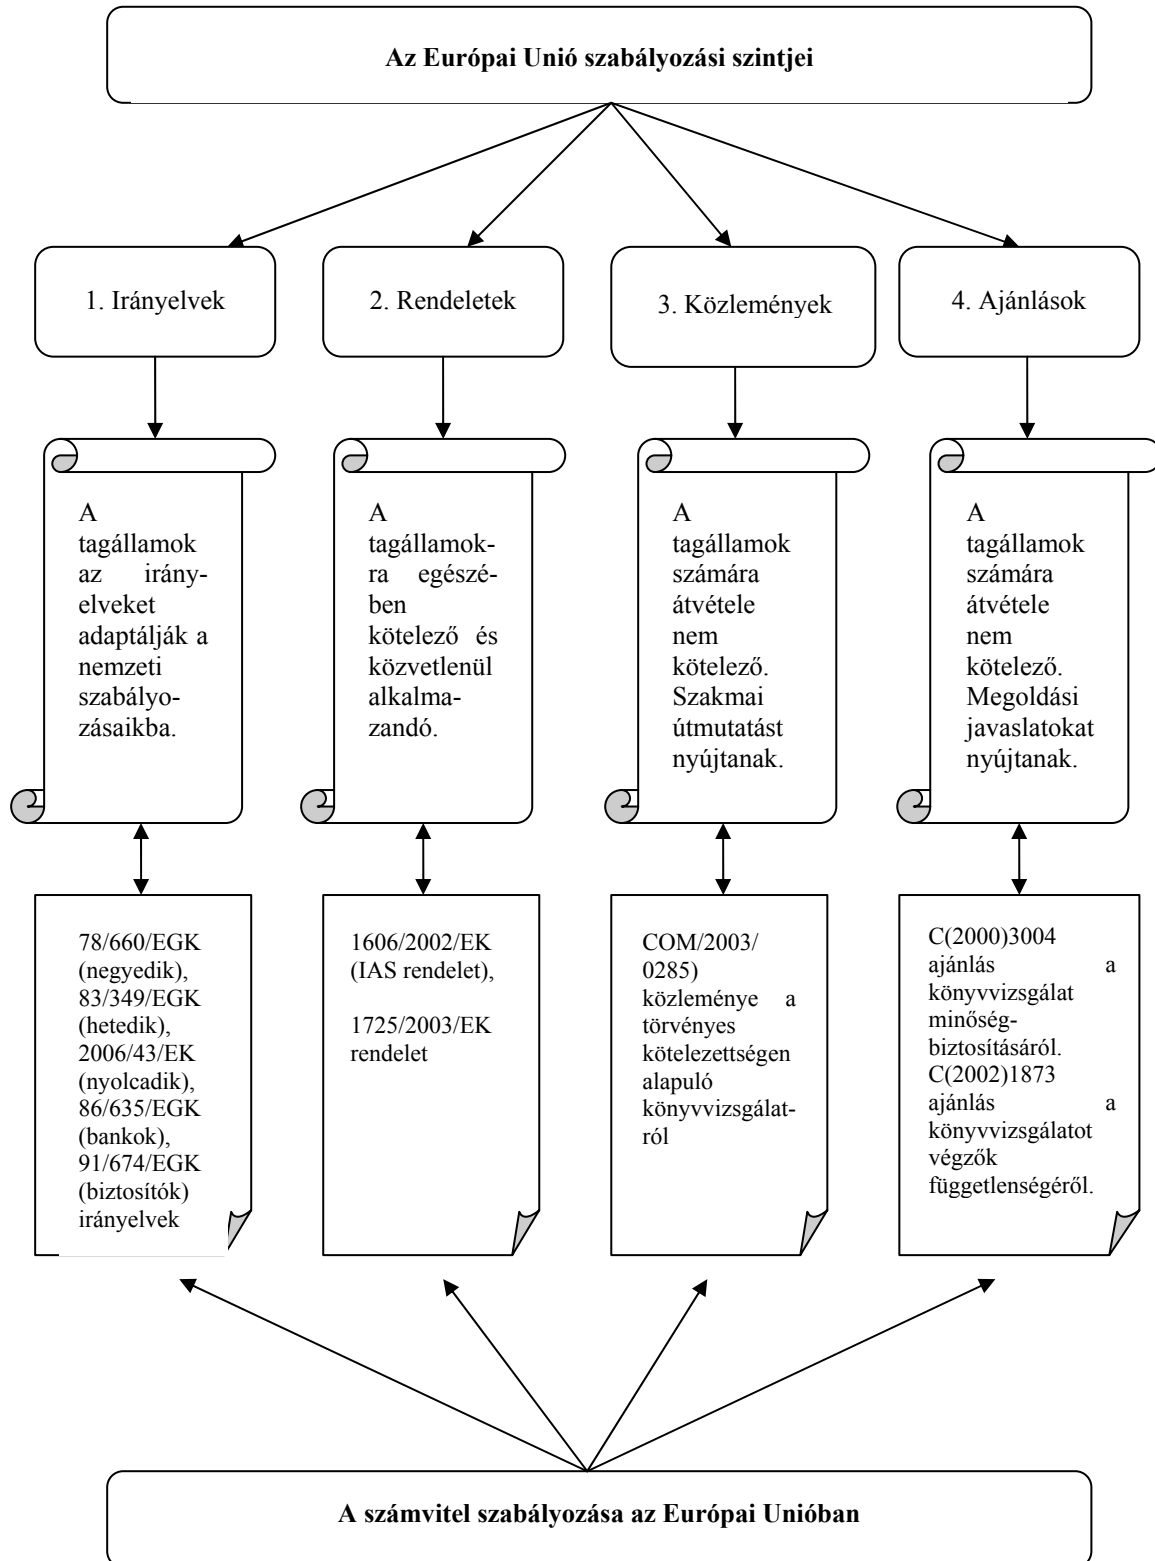 Az Európai Unió szabályozási szintjei
1. Irányelvek
2. Rendeletek
3. Közlemények
4. Ajánlások
A
tagállamok
az irány-
elveket
adaptálják a
nemzeti
szabályo-
zásaikba.
A
tagállamok-
ra egészé-
ben
kötelező és
közvetlenül
alkalma-
zandó.
A
tagállamok
számára
átvétele
nem
kötelező.
Szakmai
útmutatást
nyújtanak.
A
tagállamok
számára
átvétele
nem
kötelező.
Megoldási
javaslatokat
nyújtanak.
78/660/EGK
(negyedik),
83/349/EGK
(hetedik),
2006/43/EK
(nyolcadik),
86/635/EGK
(bankok),
91/674/EGK
(biztosítók)
irányelvek
1606/2002/EK
(IAS rendelet),
1725/2003/EK
rendelet
COM/2003/
0285)
közleménye a
törvényes
kötelezettségen
alapuló
könyvvizsgálat-
ról
C(2000)3004
ajánlás a
könyvvizsgálat
minőség-
biztosításáról.
C(2002)1873
ajánlás a
könyvvizsgálatot
végzők
függetlenségéről.
A számvitel szabályozása az Európai Unióban